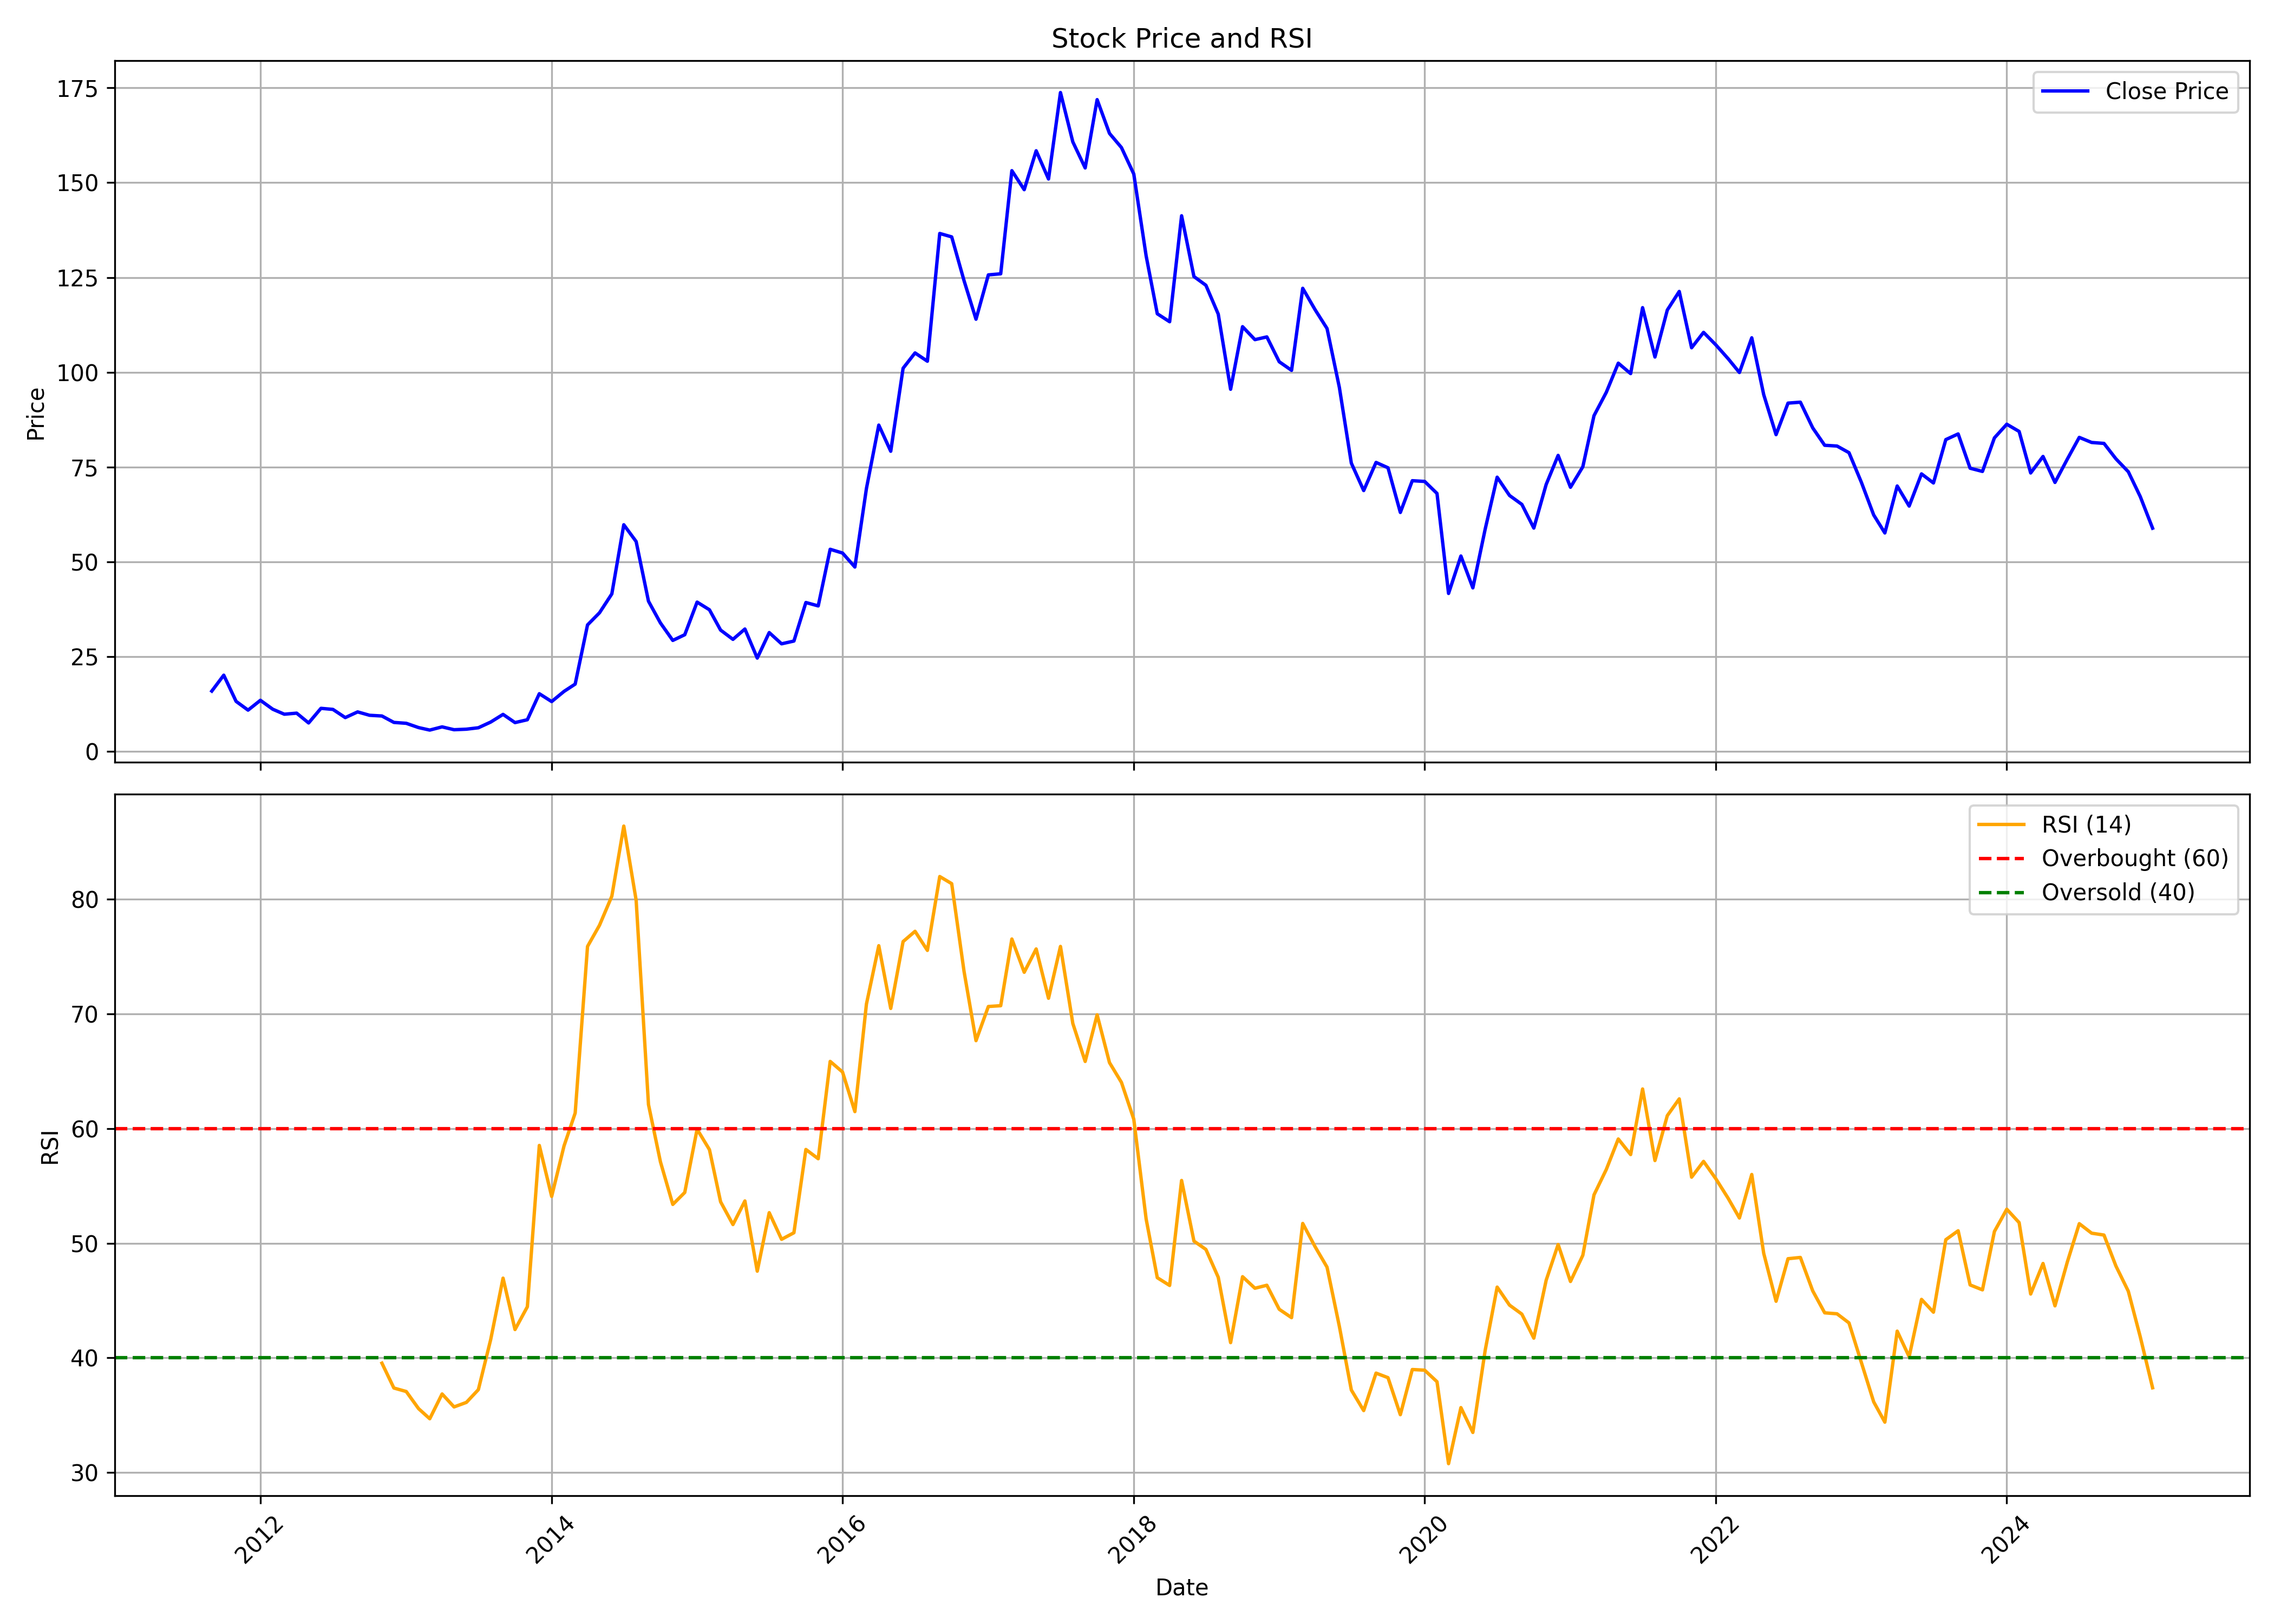 Stock Price and RSI
Close Price
175
150
125
100
75
50
25
0
Price
RSI (14)
Overbought (60)
Oversold (40)
80
70
60
50
40
30
RSI
2012
2014
2016
2018
2020
2022
2024
Date